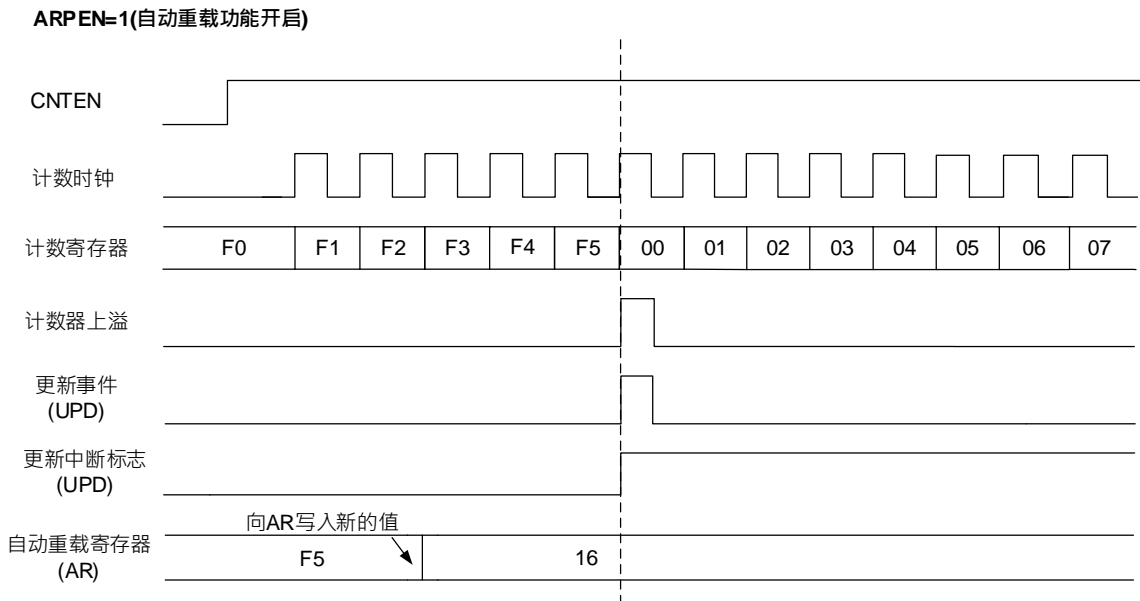 ARPEN=1(自动重载功能开启)
CNTEN
计数时钟
计数寄存器
F0 F1 F2 F3 F4 F5 00 01 02 03 04 05 06 07
计数器上溢
更新事件
(UPD)
更新中断标志
(UPD)
向AR写入新的值
自动重载寄存器
(AR)
F5 16